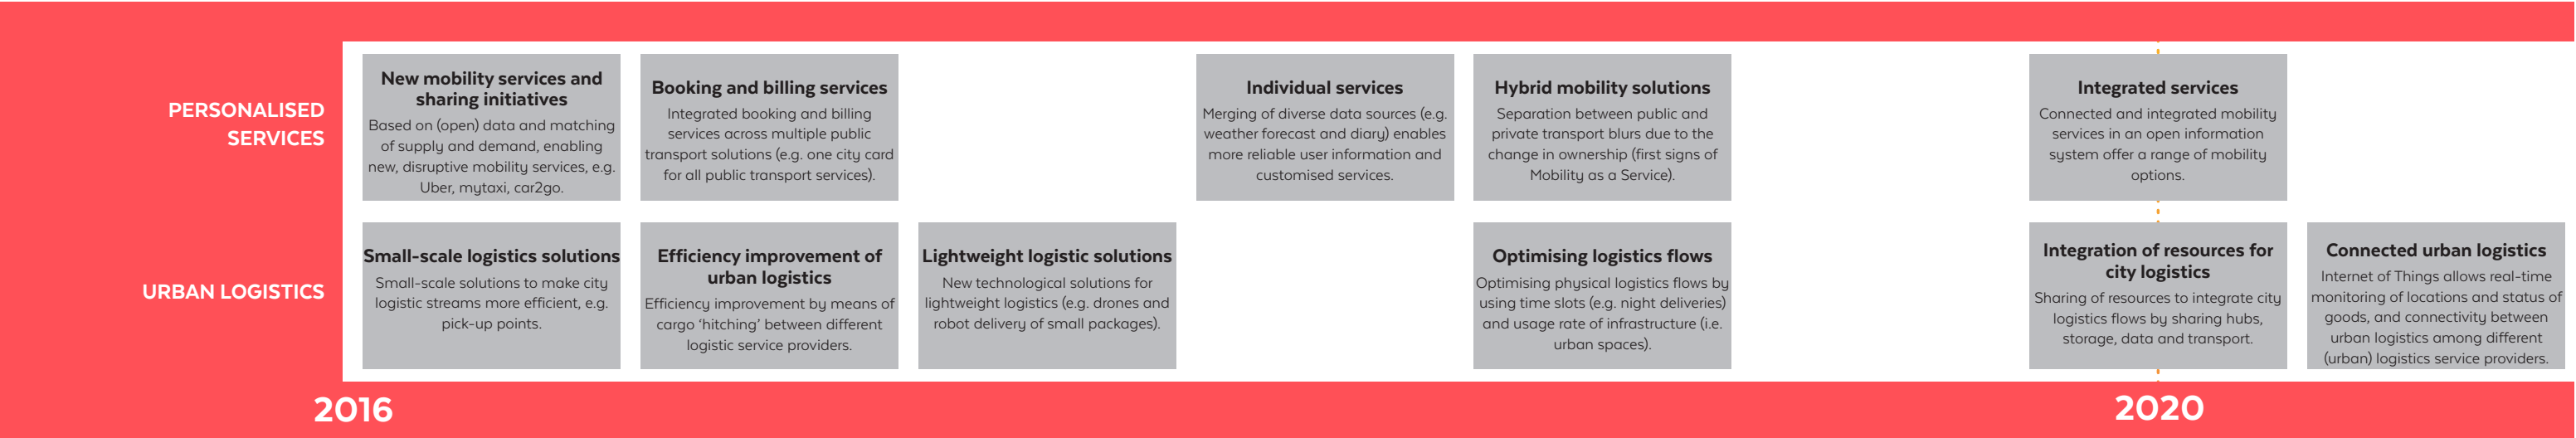 PERSONALISED
SERVICES
New mobility services and
sharing initiatives
Based on (open) data and matching
of supply and demand, enabling
new, disruptive mobility services, e.g.
Uber, mytaxi, car2go.
Booking and billing services
Integrated booking and billing
services across multiple public
transport solutions (e.g. one city card
for all public transport services).
Individual services
Merging of diverse data sources (e.g.
weather forecast and diary) enables
more reliable user information and
customised services.
Hybrid mobility solutions
Separation between public and
private transport blurs due to the
change in ownership (first signs of
Mobility as a Service).
Integrated services
Connected and integrated mobility
services in an open information
system offer a range of mobility
options.
URBAN LOGISTICS
Small-scale logistics solutions
Small-scale solutions to make city
logistic streams more efficient, e.g.
pick-up points.
Efficiency improvement of
urban logistics
Efficiency improvement by means of
cargo ‘hitching’ between different
logistic service providers.
Lightweight logistic solutions
New technological solutions for
lightweight logistics (e.g. drones and
robot delivery of small packages).
Optimising logistics flows
Optimising physical logistics flows by
using time slots (e.g. night deliveries)
and usage rate of infrastructure (i.e.
urban spaces).
Integration of resources for
city logistics
Sharing of resources to integrate city
logistics flows by sharing hubs,
storage, data and transport.
Connected urban logistics
Internet of Things allows real-time
monitoring of locations and status of
goods, and connectivity between
urban logistics among different
(urban) logistics service providers.
2016
2020